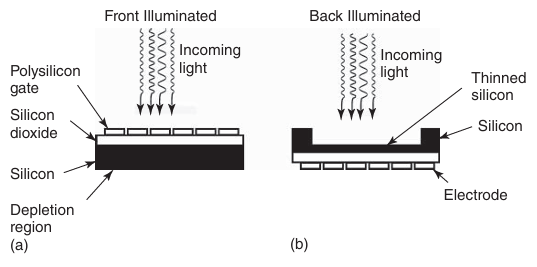 Front Illuminated
Incoming
light
Polysilicon
gate
Silicon
dioxide
Silicon
Depletion
region
(a)
Back Illuminated
Incoming
light
Thinned
silicon
Silicon
Electrode
(b)